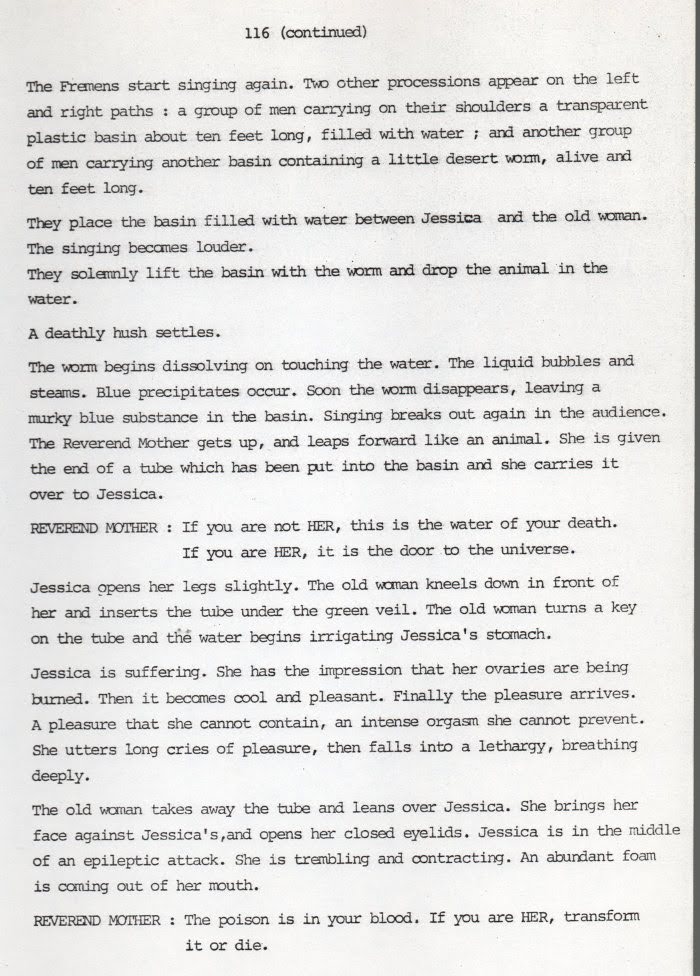 116 (continued)
The Fremens start singing again. Two other processions appear on the left
and right paths : a group of men carrying on their shoulders a transparent
plastic basin about ten feet long, filled with water ; and another group
of men carrying another basin containing a little desert worm, alive and
ten feet long.
They place the basin filled with water between Jessica and the old woman.
The singing becomes louder.
They solemnly lift the basin with the worm and drop the animal in the
water.
A deathly hush settles.
The worm begins dissolving on touching the water. The liquid bubbles and
steams. Blue precipitates occur. Soon the worm disappears, leaving a
murky blue substance in the basin. Singing breaks out again in the audience.
The Reverend Mother gets up, and leaps forward like an animal. She is given
the end of a tube which has been put into the basin and she carries it
over to Jessica.
REVEREND MOTHER : If you are not HER, this is the water of your death.
If you are HER, it is the door to the universe.
Jessica opens her legs slightly. The old woman kneels down in front of
her and inserts the tube under the green veil. The old woman turns a key
on the tube and the water begins irrigating Jessica's stomach.
Jessica is suffering. She has the impression that her ovaries are being
burned. Then it becomes cool and pleasant. Finally the pleasure arrives.
A pleasure that she cannot contain, an intense orgasm she cannot prevent.
She utters long cries of pleasure, then falls into a lethargy, breathing
deeply.
The old woman takes away the tube and leans over Jessica. She brings her
face against Jessica's,and opens her closed eyelids. Jessica is in the middle
of an epileptic attack. She is trembling and contracting. An abundant foam
is coming out of her mouth.
REVEREND MOTHER : The poison is in your blood. If you are HER, transform
it or die.